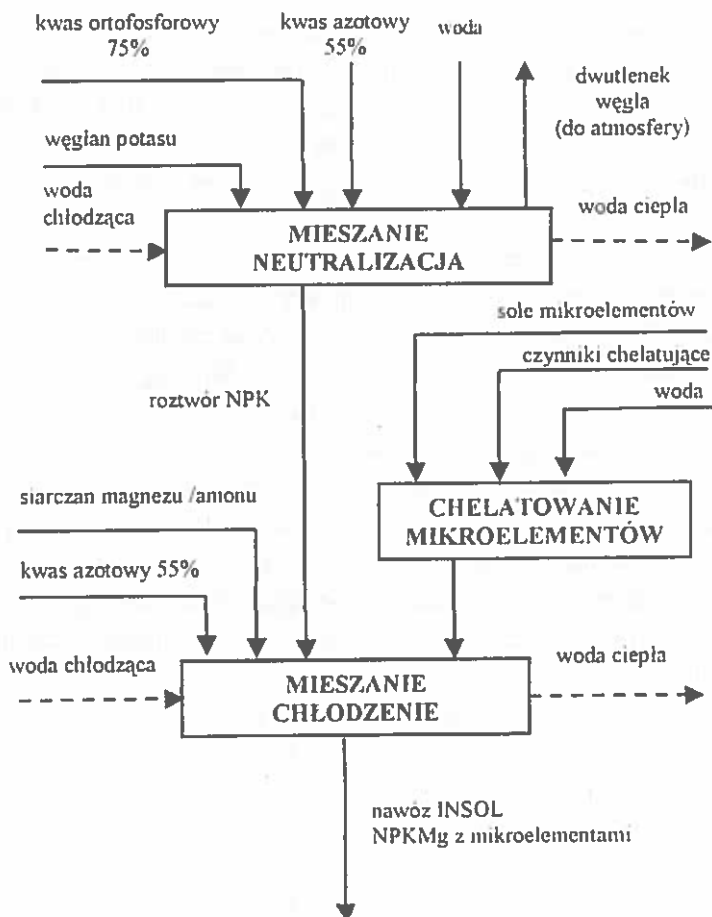 kwas ortofosforowy
75%
kwas azotowy
55%
woda
dwutlenek
węgla
(do atmosfery)
węglan potasu
woda
chłodząca
woda ciepła
MIESZANIE
NEUTRALIZACJA
sole mikroelementów
czynniki chelatujące
woda
roztwór NPK
siarczan magnezu /amonu
CHELATOWANIE
MIKROELEMENTÓW
kwas azotowy 55%
woda chłodząca
woda ciepła
MIESZANIE
CHŁODZENIE
nawóz INSOL
NPKMg z mikroelementami